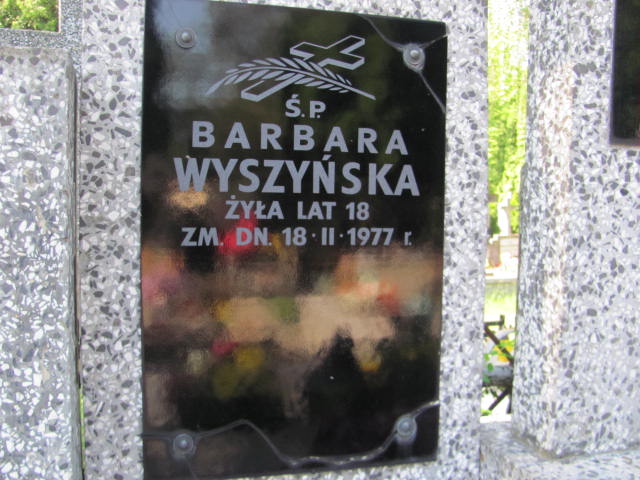 Ś.P.
BARBARA
WYSZYŃSKA
ŻYŁA LAT 18
ZM. DN. 18·II·1977 r.